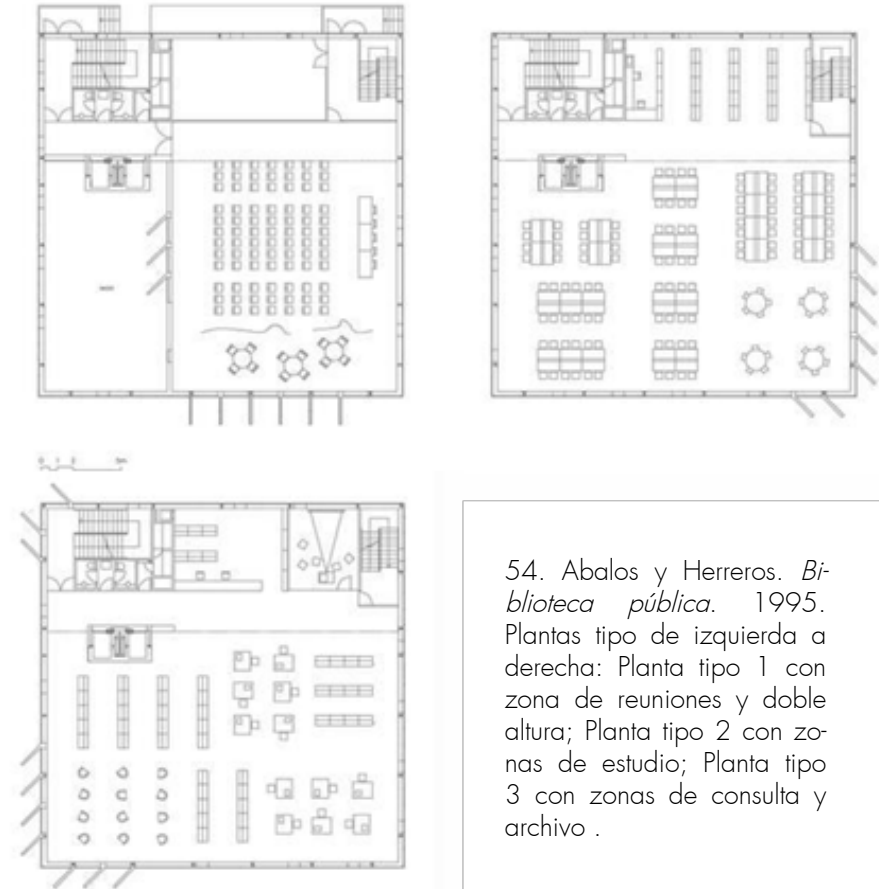 54. Abalos y Herreros. Bi-
blioteca pública. 1995.
Plantas tipo de izquierda a
derecha: Planta tipo 1 con
zona de reuniones y doble
altura; Planta tipo 2 con zo-
nas de estudio; Planta tipo
3 con zonas de consulta y
archivo .